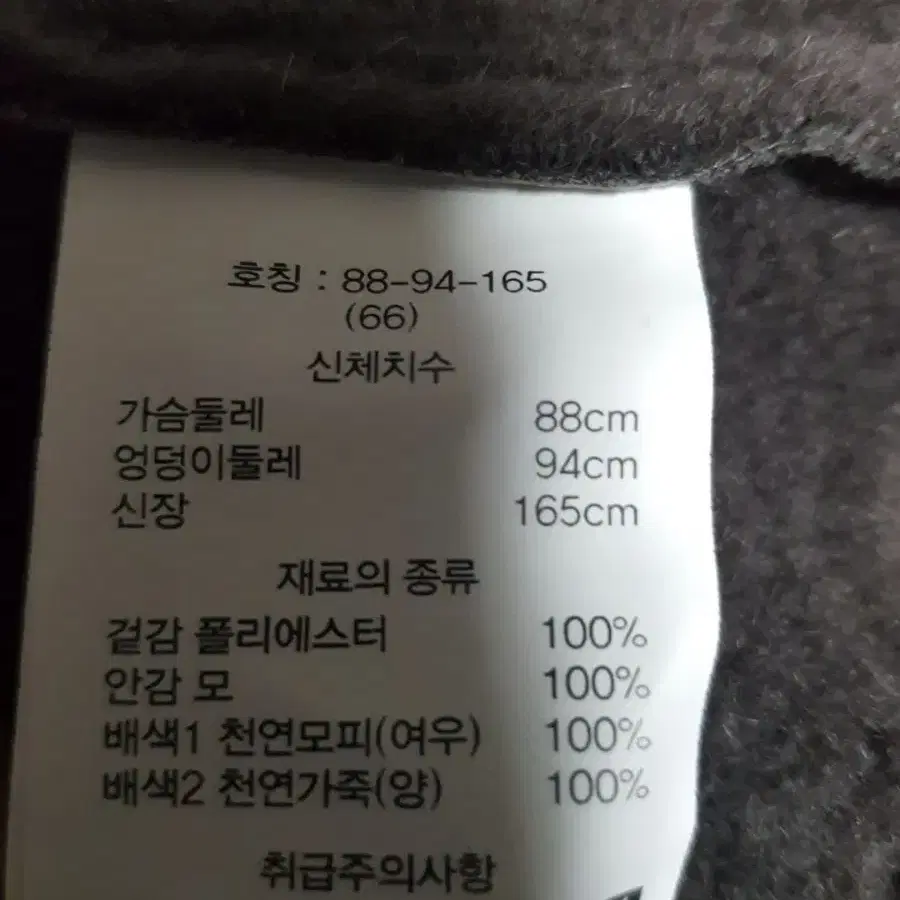 호칭 : 88-94-165
(66)
신체치수
가슴둘레 88cm
엉덩이둘레 94cm
신장 165cm
재료의 종류
겉감 폴리에스터 100%
안감 모 100%
배색1 천연모피(여우) 100%
배색2 천연가죽(양) 100%
취급주의사항